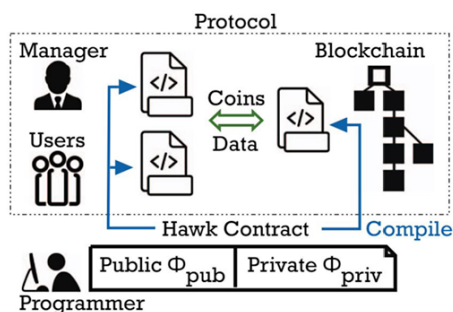 Protocol
Manager
Blockchain
</>
</>
Coins
</>
Users
Data
</>
Hawk Contract
Compile
Public Φpub
Private Φpriv
Programmer